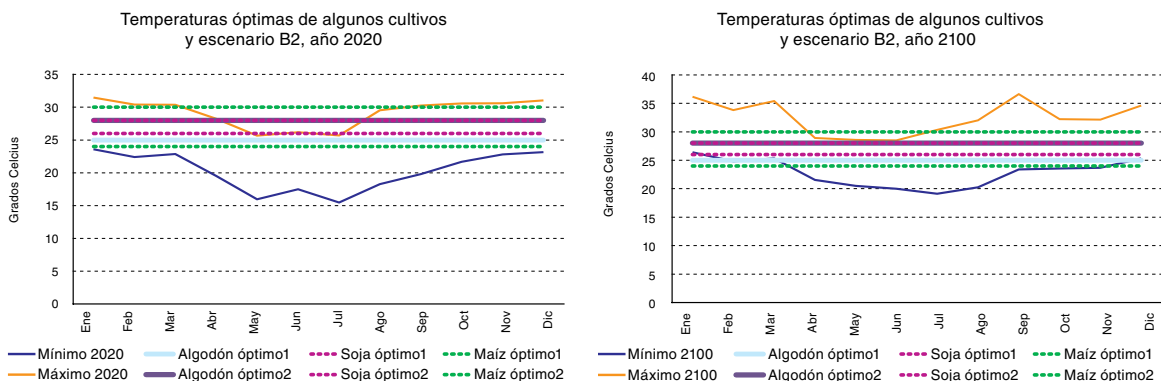 Temperaturas óptimas de algunos cultivos
y escenario B2, año 2020
35
30
25
20
15
10
5
0
Grados Celcius
Ene
Feb
Mar
Abr
May
Jun
Jul
Ago
Sep
Oct
Nov
Dic
Mínimo 2020
Algodón óptimo1
Soja óptimo1
Maíz óptimo1
Máximo 2020
Algodón óptimo2
Soja óptimo2
Maíz óptimo2
Temperaturas óptimas de algunos cultivos
y escenario B2, año 2100
40
35
30
25
20
15
10
5
0
Grados Celcius
Ene
Feb
Mar
Abr
May
Jun
Jul
Ago
Sep
Oct
Nov
Dic
Mínimo 2100
Algodón óptimo1
Soja óptimo1
Maíz óptimo1
Máximo 2100
Algodón óptimo2
Soja óptimo2
Maíz óptimo2